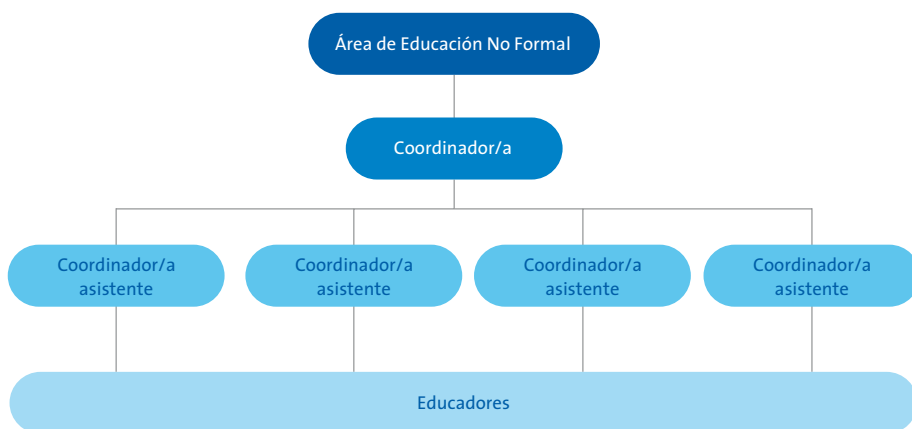 Área de Educación No Formal
Coordinador/a
Coordinador/a
asistente
Coordinador/a
asistente
Coordinador/a
asistente
Coordinador/a
asistente
Educadores